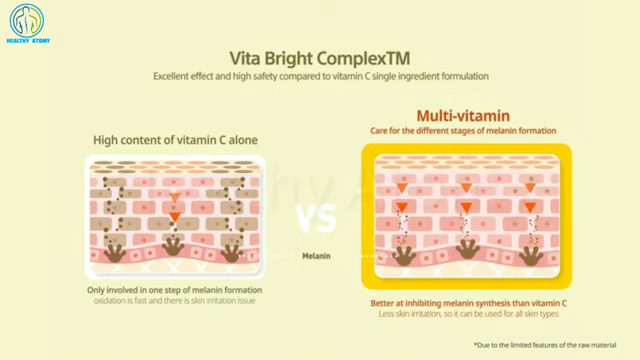 HEALTHY ATOMY
Vita Bright ComplexTM
Excellent effect and high safety compared to vitamin C single ingredient formulation
High content of vitamin C alone
Multi-vitamin
Care for the different stages of melanin formation
VS
Melanin
Only involved in one step of melanin formation
oxidation is fast and there is skin irritation issue
Better at inhibiting melanin synthesis than vitamin C
Less skin irritation, so it can be used for all skin types
*Due to the limited features of the raw material